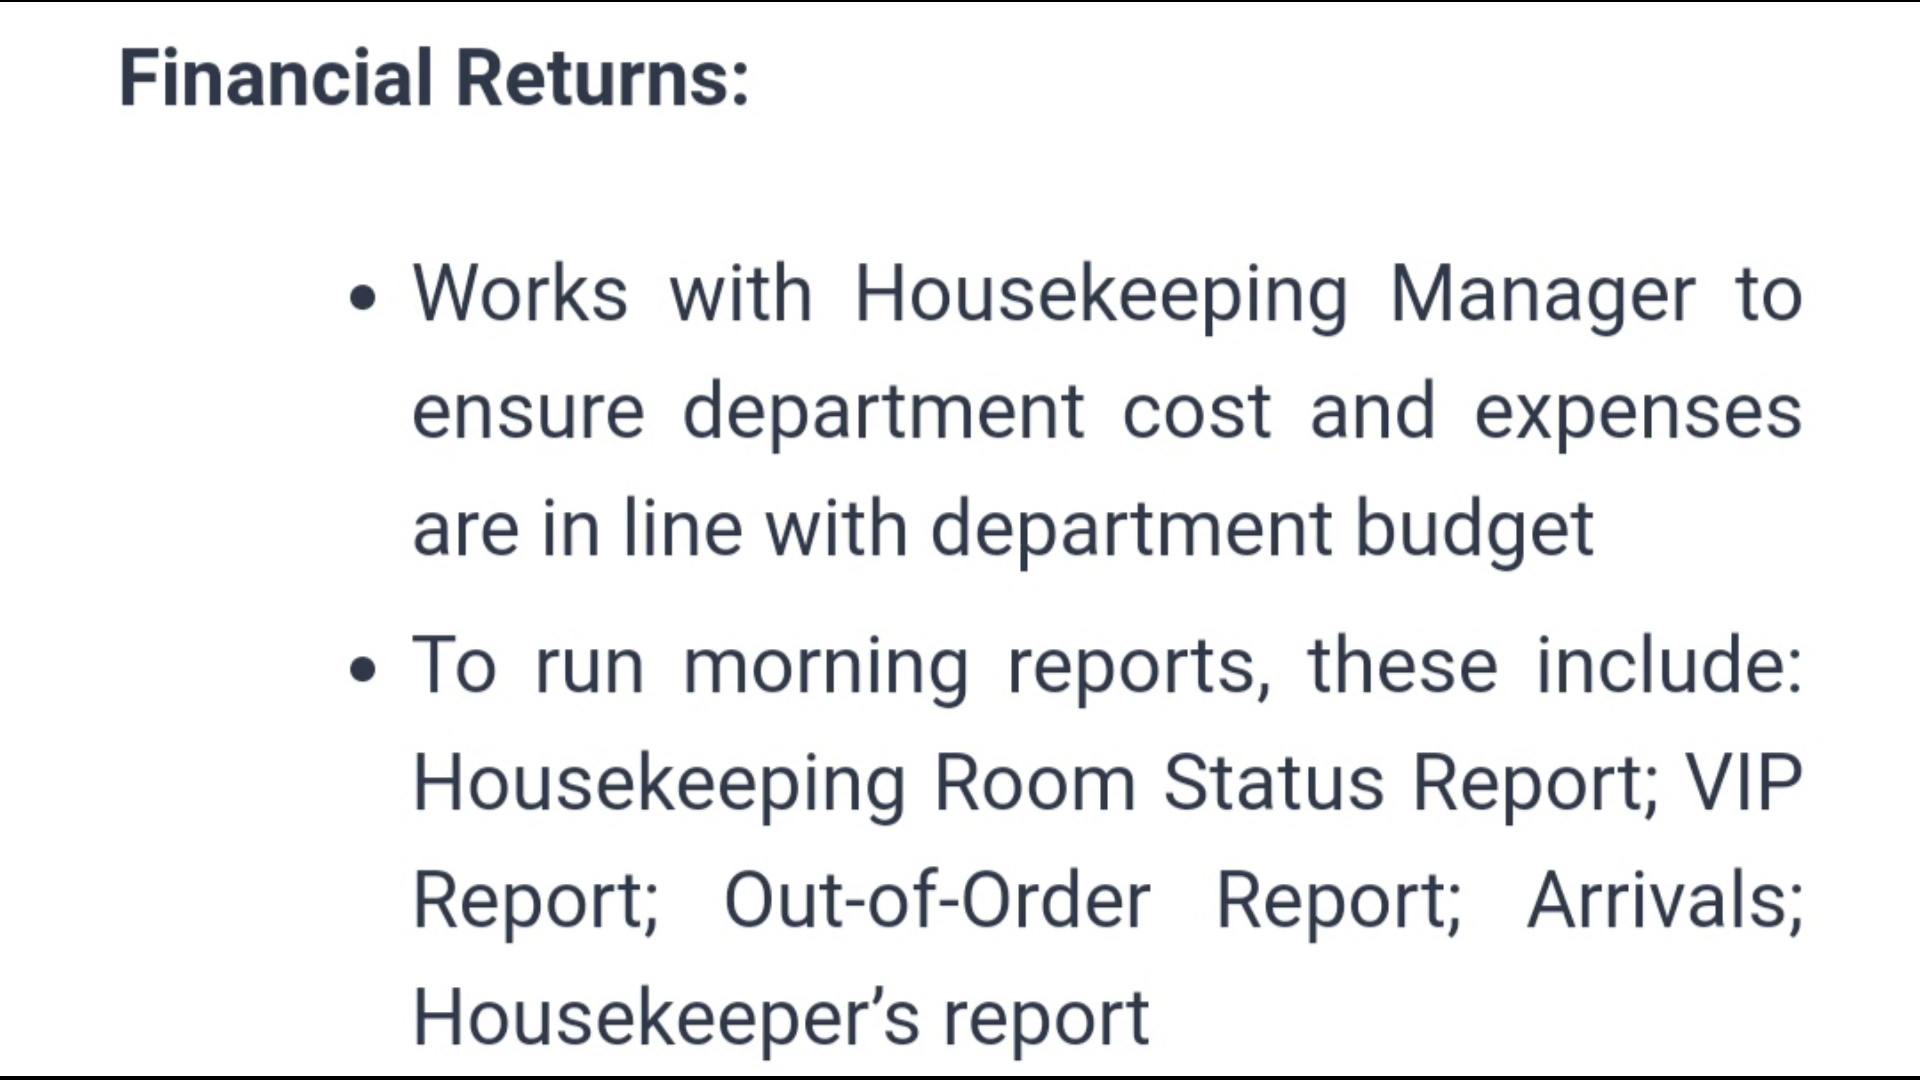 Financial Returns:
• Works with Housekeeping Manager to
ensure department cost and expenses
are in line with department budget
• To run morning reports, these include:
Housekeeping Room Status Report; VIP
Report; Out-of-Order Report; Arrivals;
Housekeeper’s report